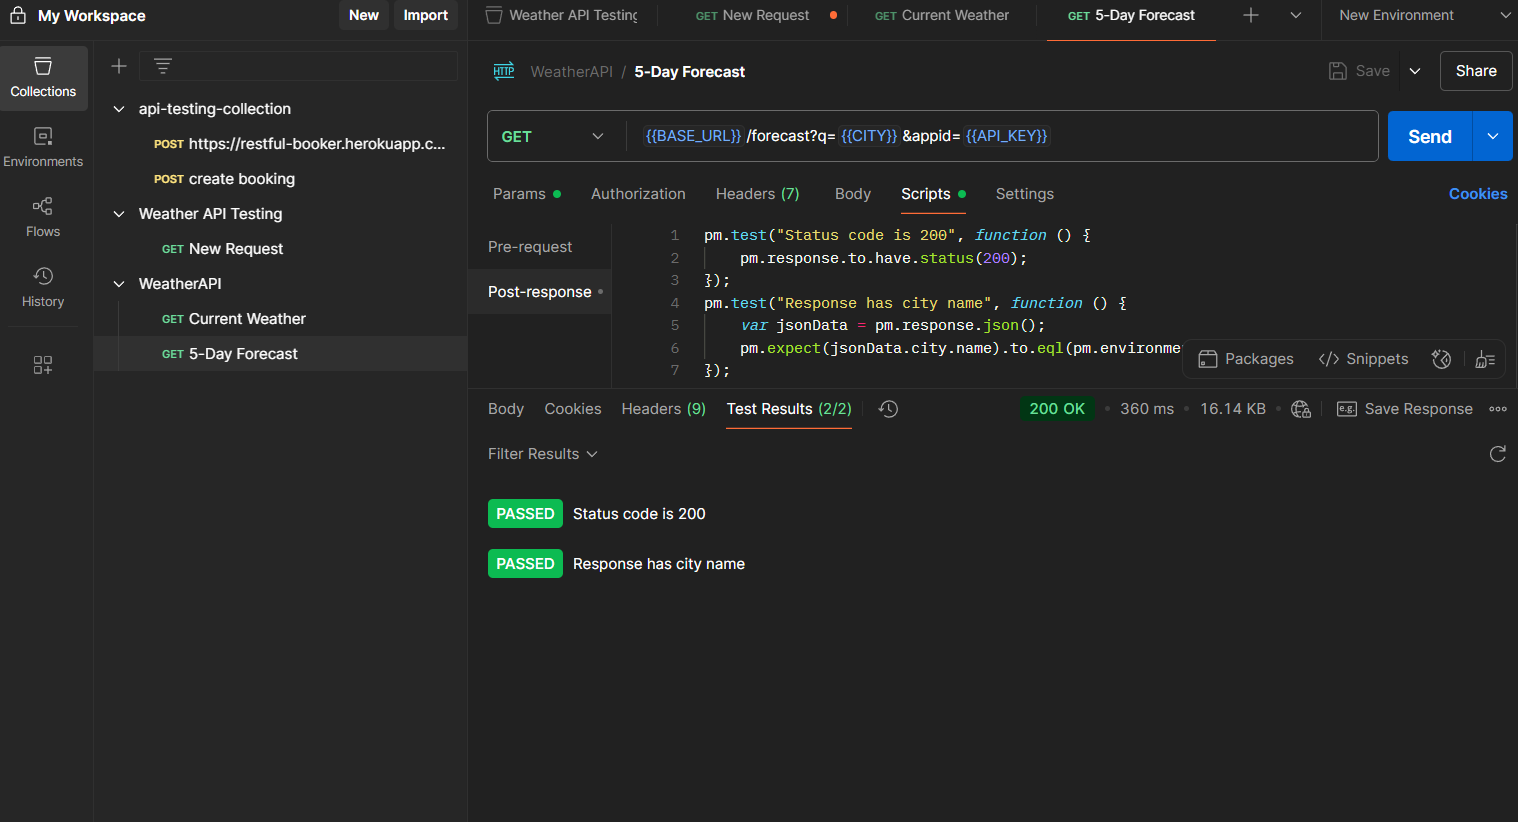 My Workspace
New
Import
Weather API Testing
GET New Request
GET Current Weather
GET 5-Day Forecast
New Environment
Collections
Environments
Flows
History
api-testing-collection
POST https://restful-booker.herokuapp.c...
POST create booking
Weather API Testing
GET New Request
WeatherAPI
GET Current Weather
GET 5-Day Forecast
HTTP WeatherAPI / 5-Day Forecast
Save
Share
GET
{{BASE_URL}} /forecast?q= {{CITY}} &appid= {{API_KEY}}
Send
Params
Authorization
Headers (7)
Body
Scripts
Settings
Cookies
Pre-request
Post-response
1 pm.test("Status code is 200", function () {
2 pm.response.to.have.status(200);
3 });
4 pm.test("Response has city name", function () {
5 var jsonData = pm.response.json();
6 pm.expect(jsonData.city.name).to.eql(pm.environme
7 });
Packages
</> Snippets
Body
Cookies
Headers (9)
Test Results (2/2)
200 OK
360 ms
16.14 KB
e.g. Save Response
Filter Results
PASSED Status code is 200
PASSED Response has city name